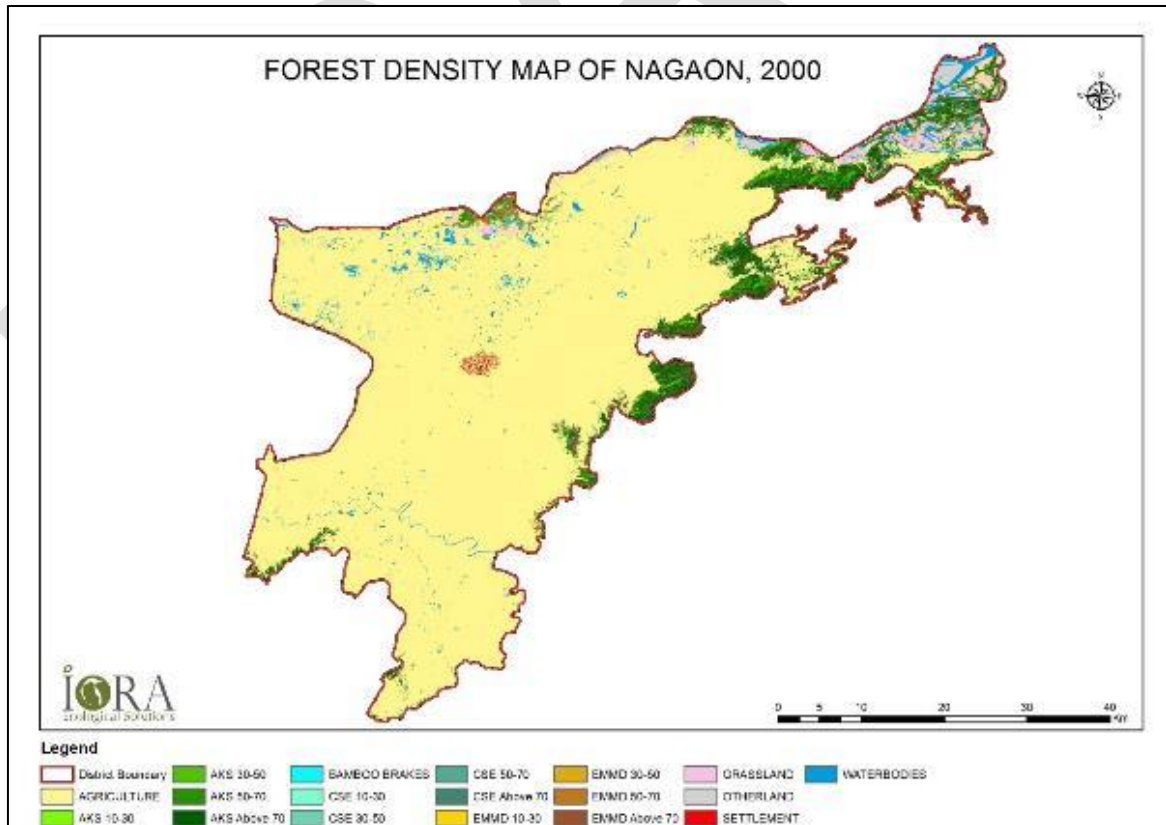 FOREST DENSITY MAP OF NAGAON, 2000
iORA
Ecological Solutions
0 5 10 20 30 40
KM
Legend
District Boundary AKS 30-50 BAMBOO BRAKES CSE 50-70 EMMD 30-50 GRASSLAND WATERBODIES
AGRICULTURE AKS 50-70 CSE 10-30 CSE Above 70 EMMD 50-70 OTHERLAND
AKS 10-30 AKS Above 70 CSE 30-50 EMMD 10-30 EMMD Above 70 SETTLEMENT